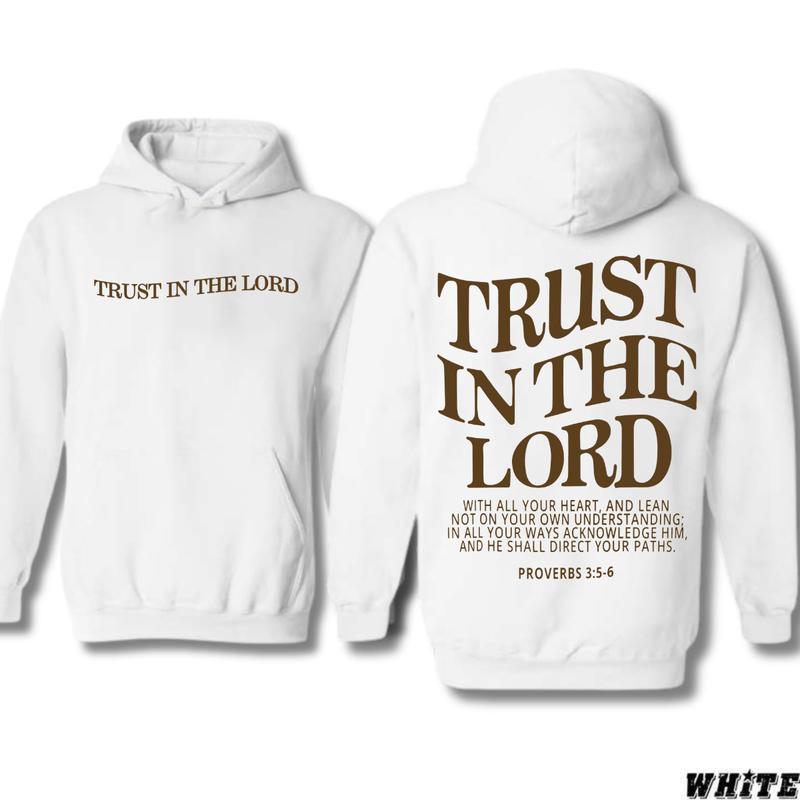 TRUST IN THE LORD
TRUST
IN THE
LORD
WITH ALL YOUR HEART, AND LEAN
NOT ON YOUR OWN UNDERSTANDING;
IN ALL YOUR WAYS ACKNOWLEDGE HIM,
AND HE SHALL DIRECT YOUR PATHS.
PROVERBS 3:5-6
WHITE